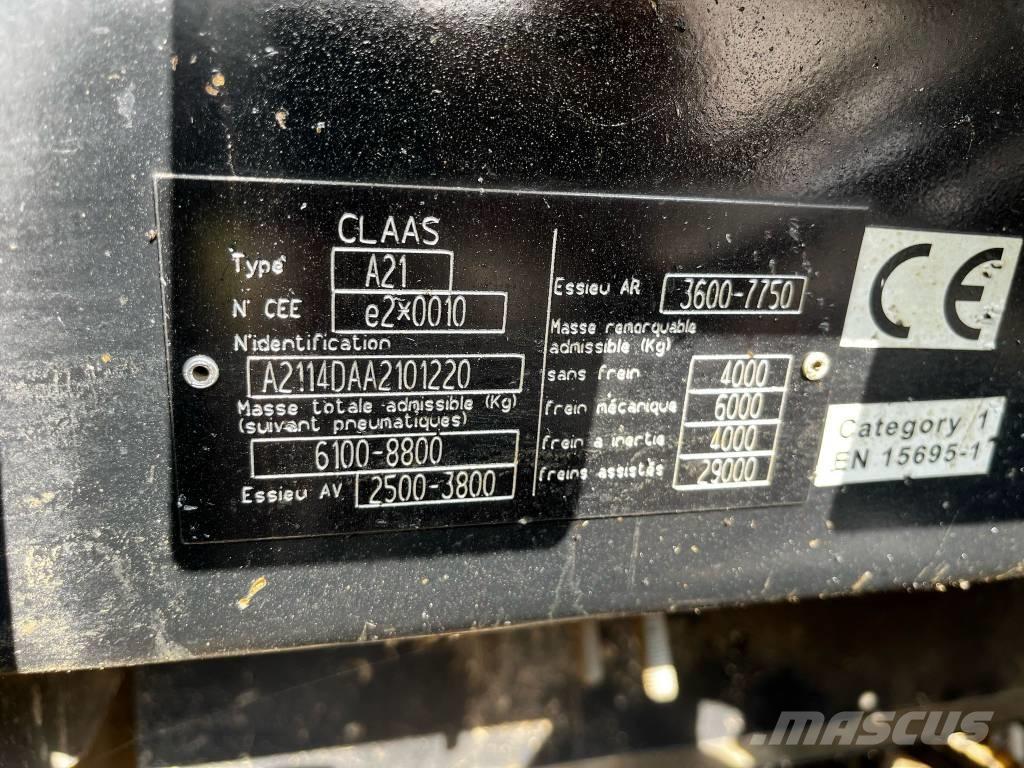 CLAAS
Type A21
N° CEE e2*0010
N'identification
A2114DAA2101220
Masse totale admissible (Kg)
(suivant pneumatiques)
6100-8800
Essieu AV 2500-3800
Essieu AR 3600-7750
Masse remorquable
admissible (Kg)
sans frein 4000
frein mécanique 6000
frein a inertie 4000
freins assistés 29000
CE
Category 1
EN 15695-1
MASCUS